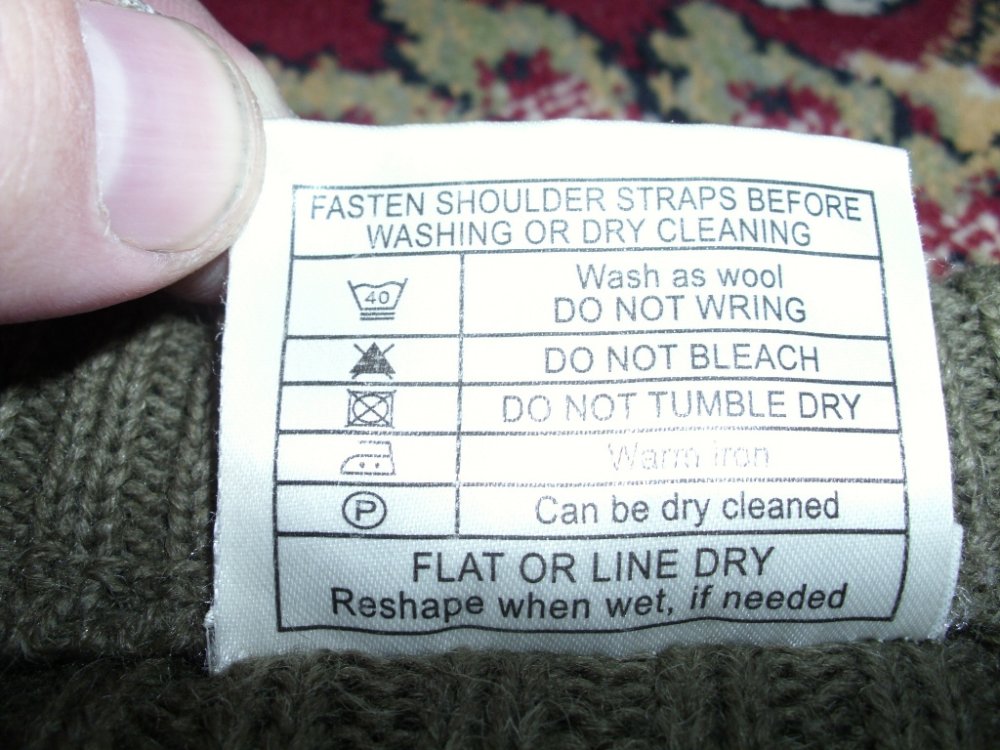 FASTEN SHOULDER STRAPS BEFORE
WASHING OR DRY CLEANING
40
Wash as wool
DO NOT WRING
DO NOT BLEACH
DO NOT TUMBLE DRY
Warm iron
P
Can be dry cleaned
FLAT OR LINE DRY
Reshape when wet, if needed